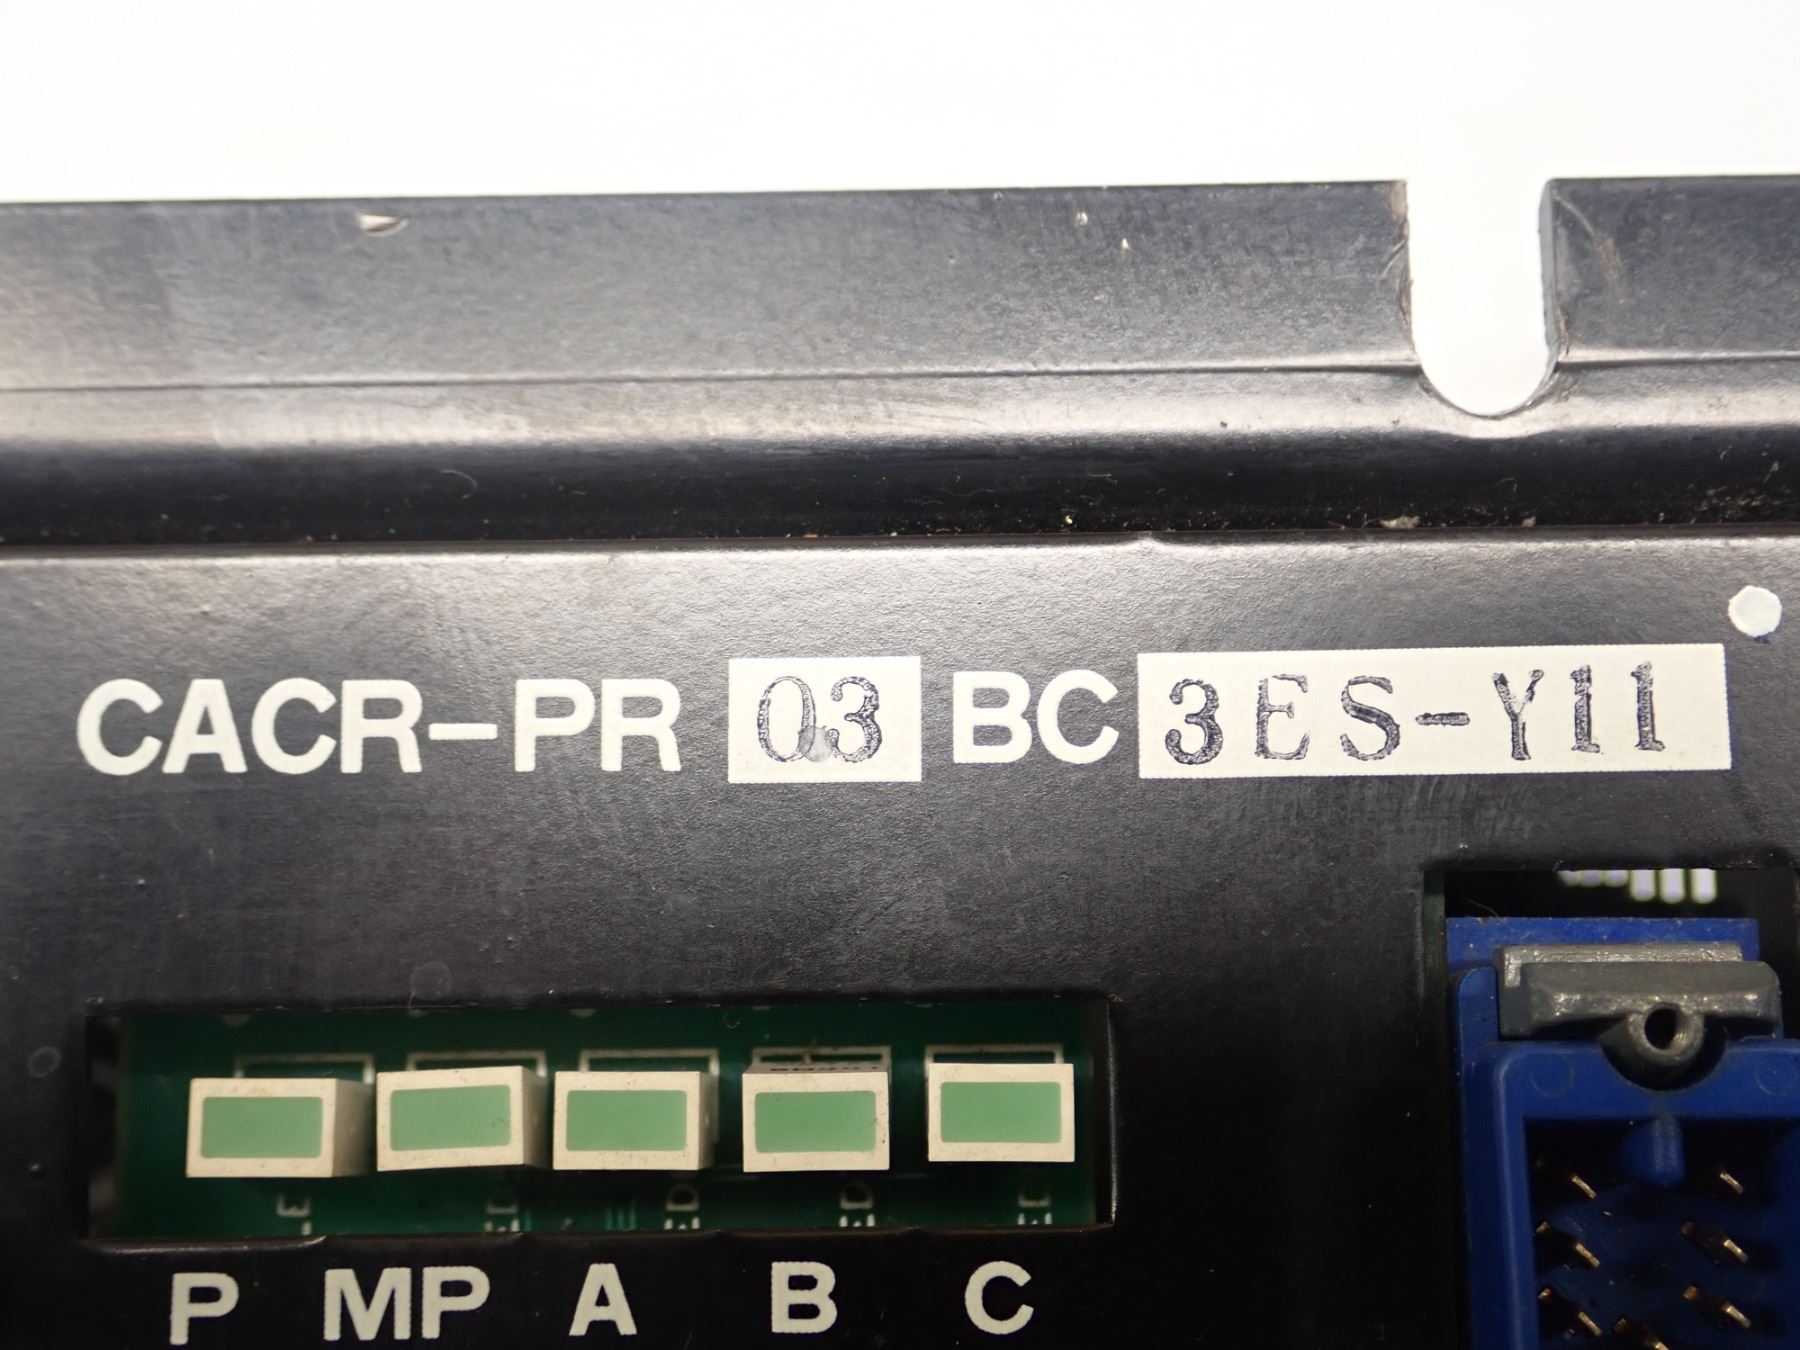 CACR-PR 03 BC 3ES-Y11
P MP A B C